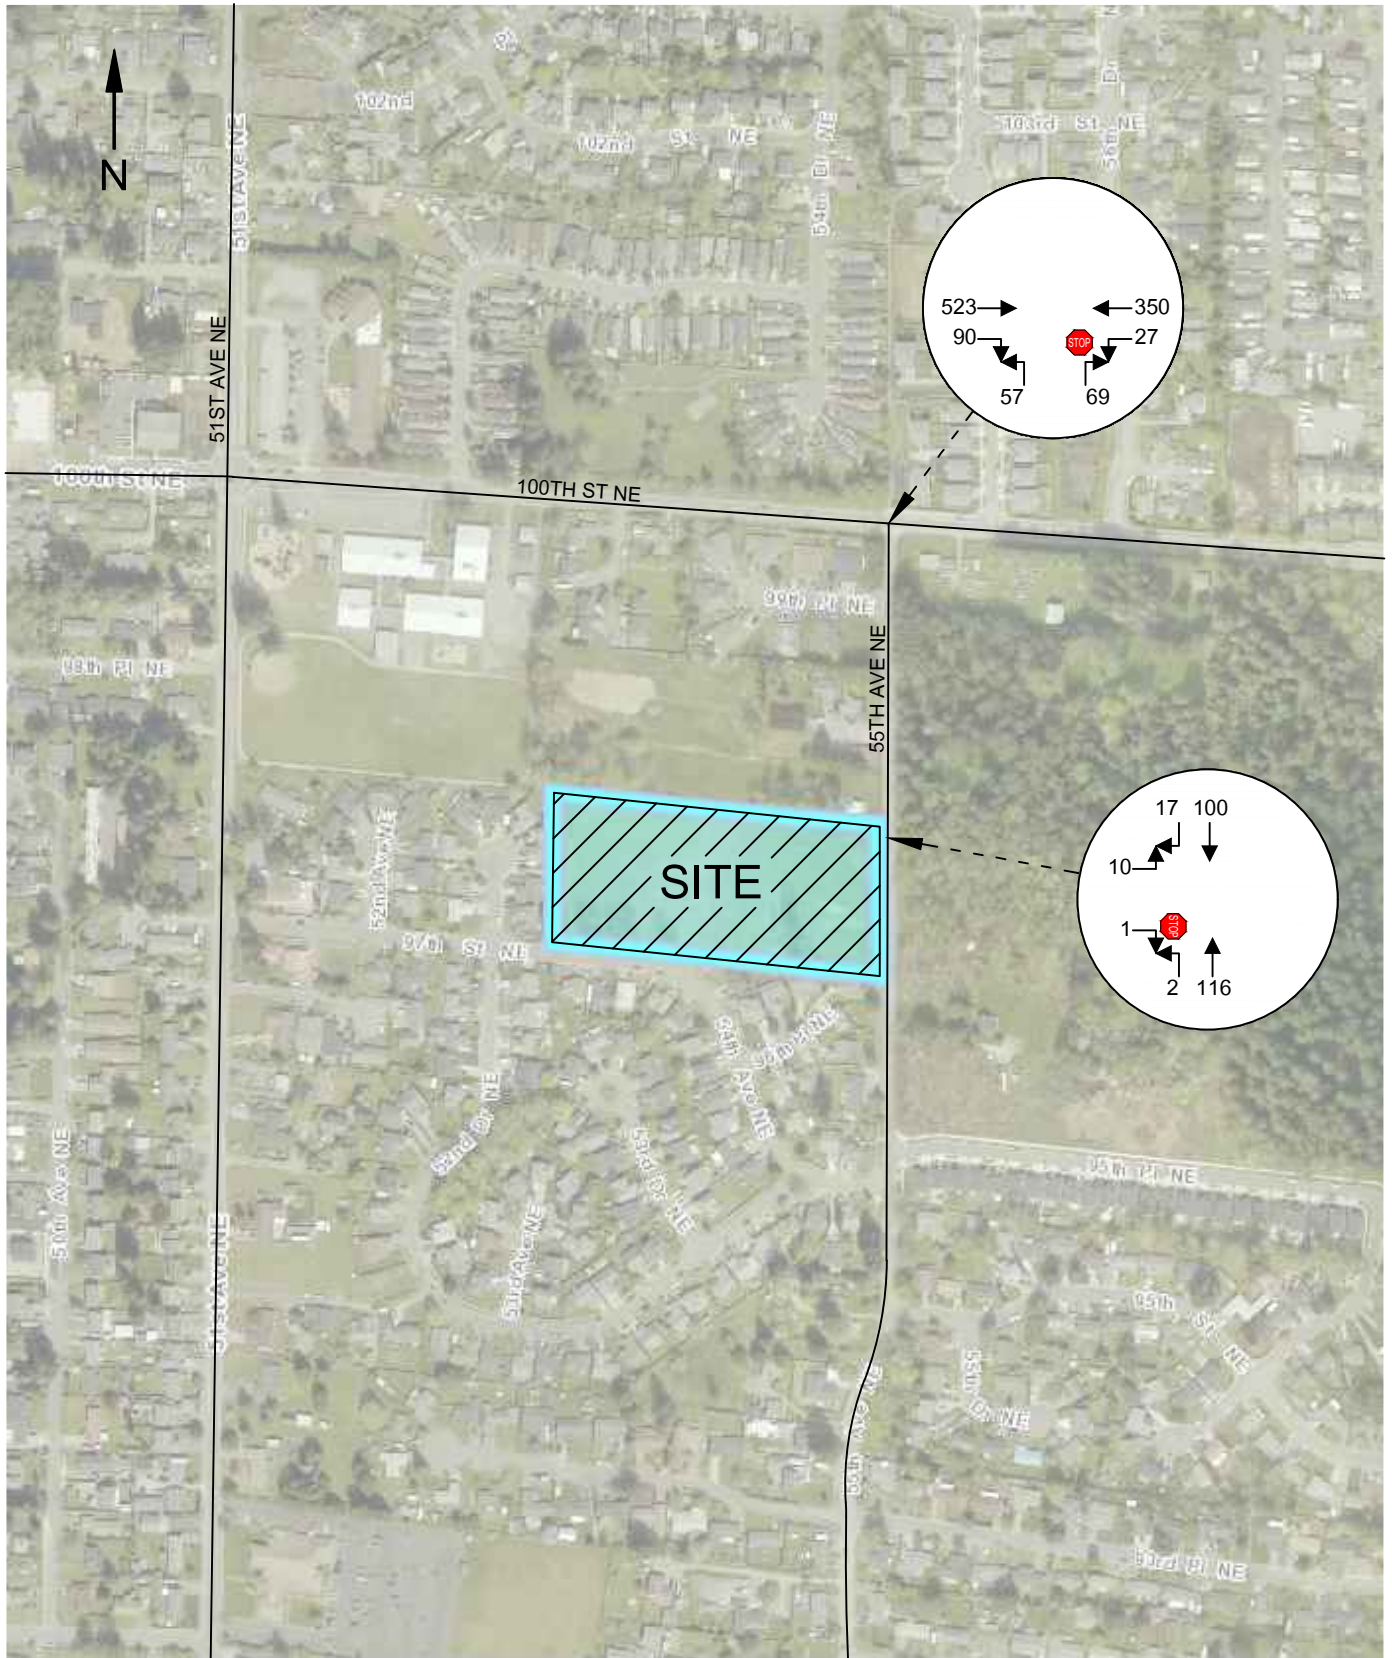 102nd
102nd St NE
54th Dr NE
103rd St NE
56th Dr N
51st Ave NE
N
523
350
90
STOP
27
57
69
51ST AVE NE
100th St NE
100TH ST NE
99th Pl NE
98th Pl NE
55TH AVE NE
17 100
10
52nd Ave NE
SITE
1
STOP
97th St NE
2 116
54th Ave NE
96th Pl NE
52nd Dr NE
53rd Dr NE
50th Ave NE
95th Pl NE
51st Ave NE
53rd Ave NE
95th St NE
55th Dr NE
55th Ave NE
93rd Pl NE